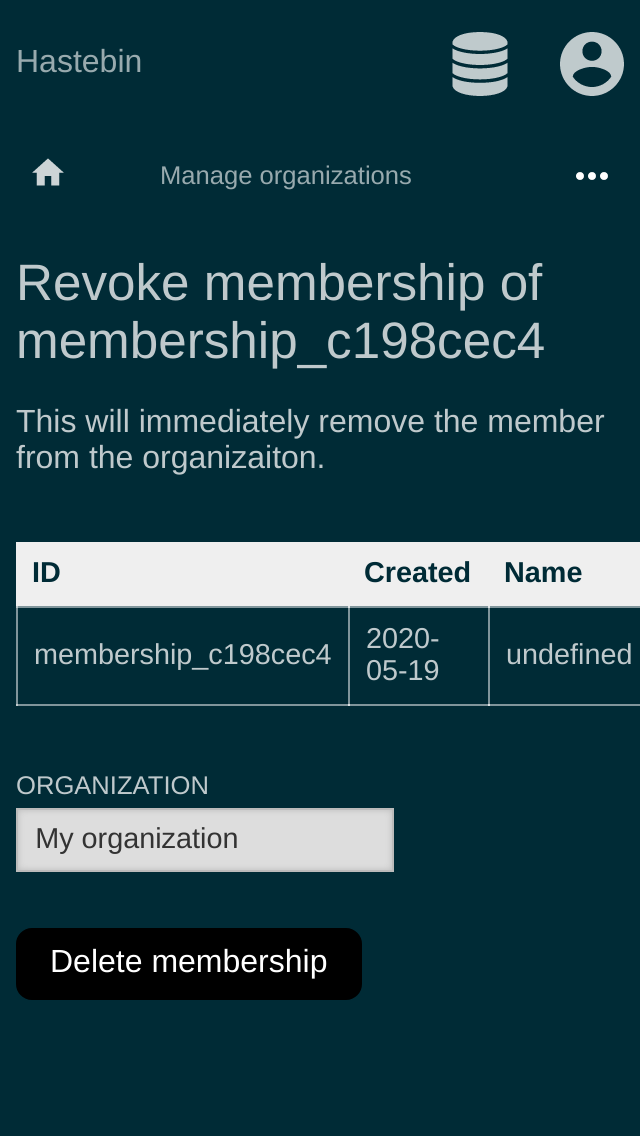 Hastebin
Manage organizations
Revoke membership of
membership_c198cec4
This will immediately remove the member
from the organizaiton.
ID Created Name
membership_c198cec4 2020-
05-19 undefined
ORGANIZATION
My organization
Delete membership